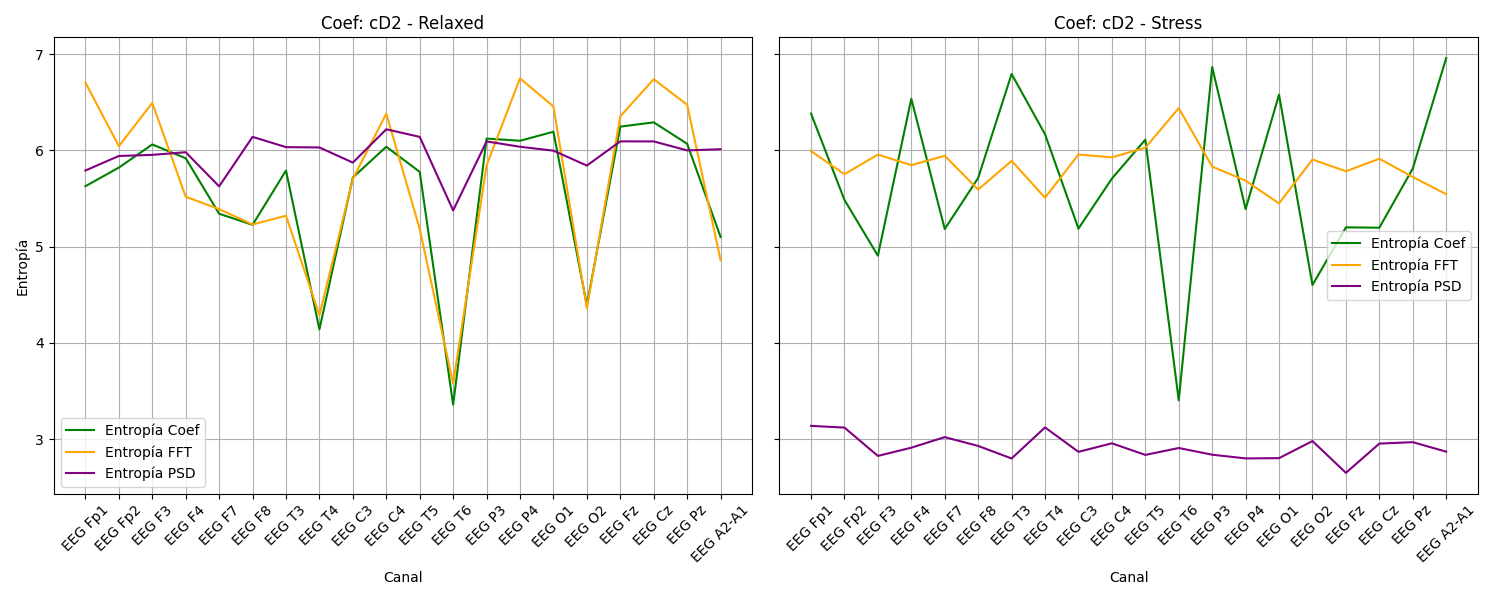 Coef: cD2 - Relaxed
Entropía
7
6
5
4
3
Entropía Coef
Entropía FFT
Entropía PSD
EEG Fp1
EEG Fp2
EEG F3
EEG F4
EEG F7
EEG F8
EEG T3
EEG T4
EEG C3
EEG C4
EEG T5
EEG T6
EEG P3
EEG P4
EEG O1
EEG O2
EEG Fz
EEG Cz
EEG Pz
EEG A2-A1
Canal
Coef: cD2 - Stress
Entropía Coef
Entropía FFT
Entropía PSD
EEG Fp1
EEG Fp2
EEG F3
EEG F4
EEG F7
EEG F8
EEG T3
EEG T4
EEG C3
EEG C4
EEG T5
EEG T6
EEG P3
EEG P4
EEG O1
EEG O2
EEG Fz
EEG Cz
EEG Pz
EEG A2-A1
Canal